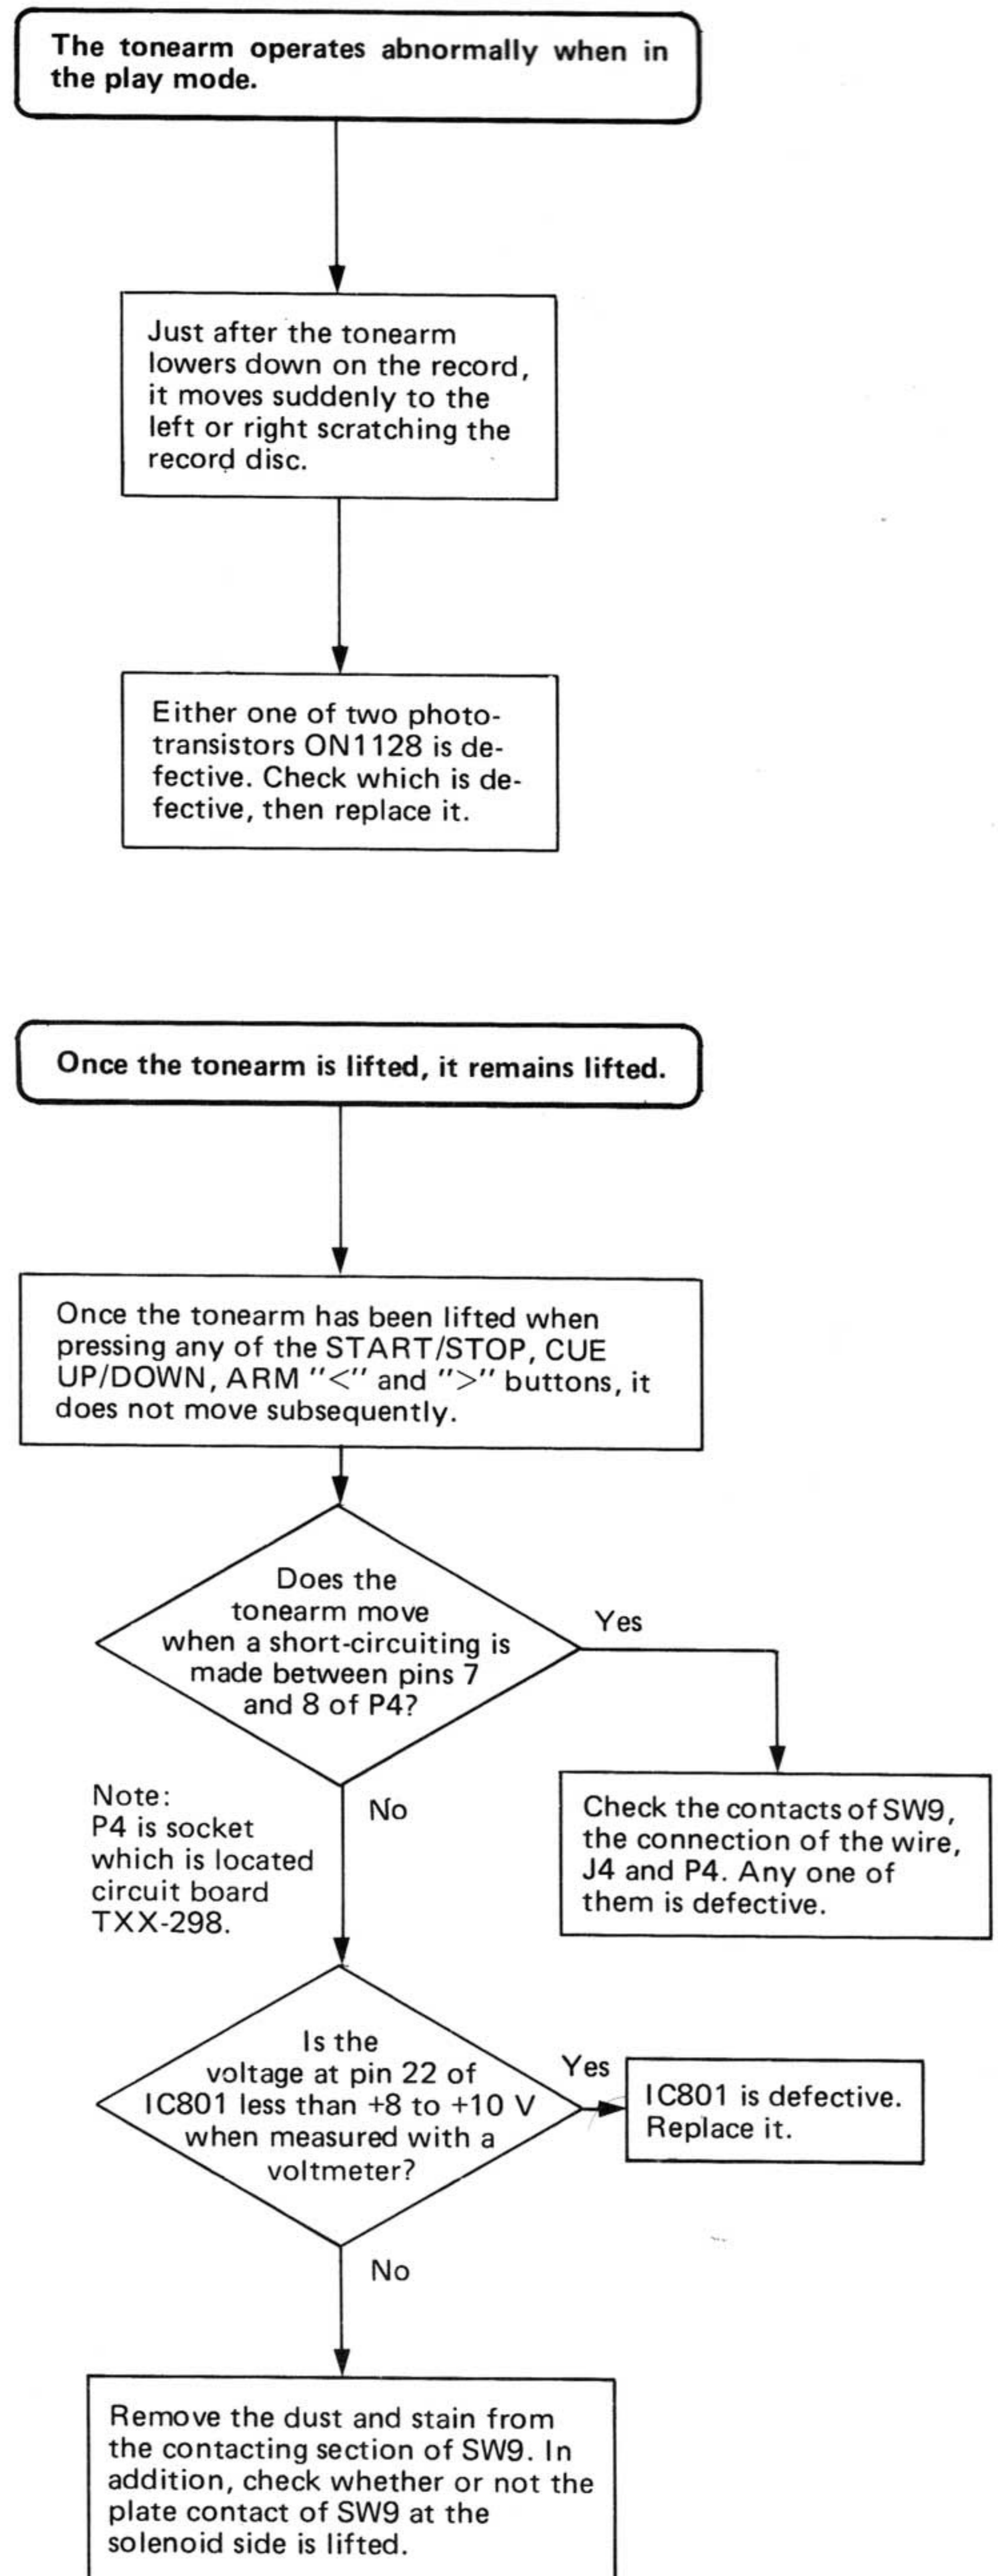 The tonearm operates abnormally when in
the play mode.
Just after the tonearm
lowers down on the record,
it moves suddenly to the
left or right scratching the
record disc.
Either one of two photo-
transistors ON1128 is de-
fective. Check which is de-
fective, then replace it.
Once the tonearm is lifted, it remains lifted.
Once the tonearm has been lifted when
pressing any of the START/STOP, CUE
UP/DOWN, ARM "<" and ">" buttons, it
does not move subsequently.
Does the
tonearm move
when a short-circuiting is
made between pins 7
and 8 of P4?
Yes
Check the contacts of SW9,
the connection of the wire,
J4 and P4. Any one of
them is defective.
No
Note:
P4 is socket
which is located
circuit board
TXX-298.
Is the
voltage at pin 22 of
IC801 less than +8 to +10 V
when measured with a
voltmeter?
Yes
IC801 is defective.
Replace it.
No
Remove the dust and stain from
the contacting section of SW9. In
addition, check whether or not the
plate contact of SW9 at the
solenoid side is lifted.